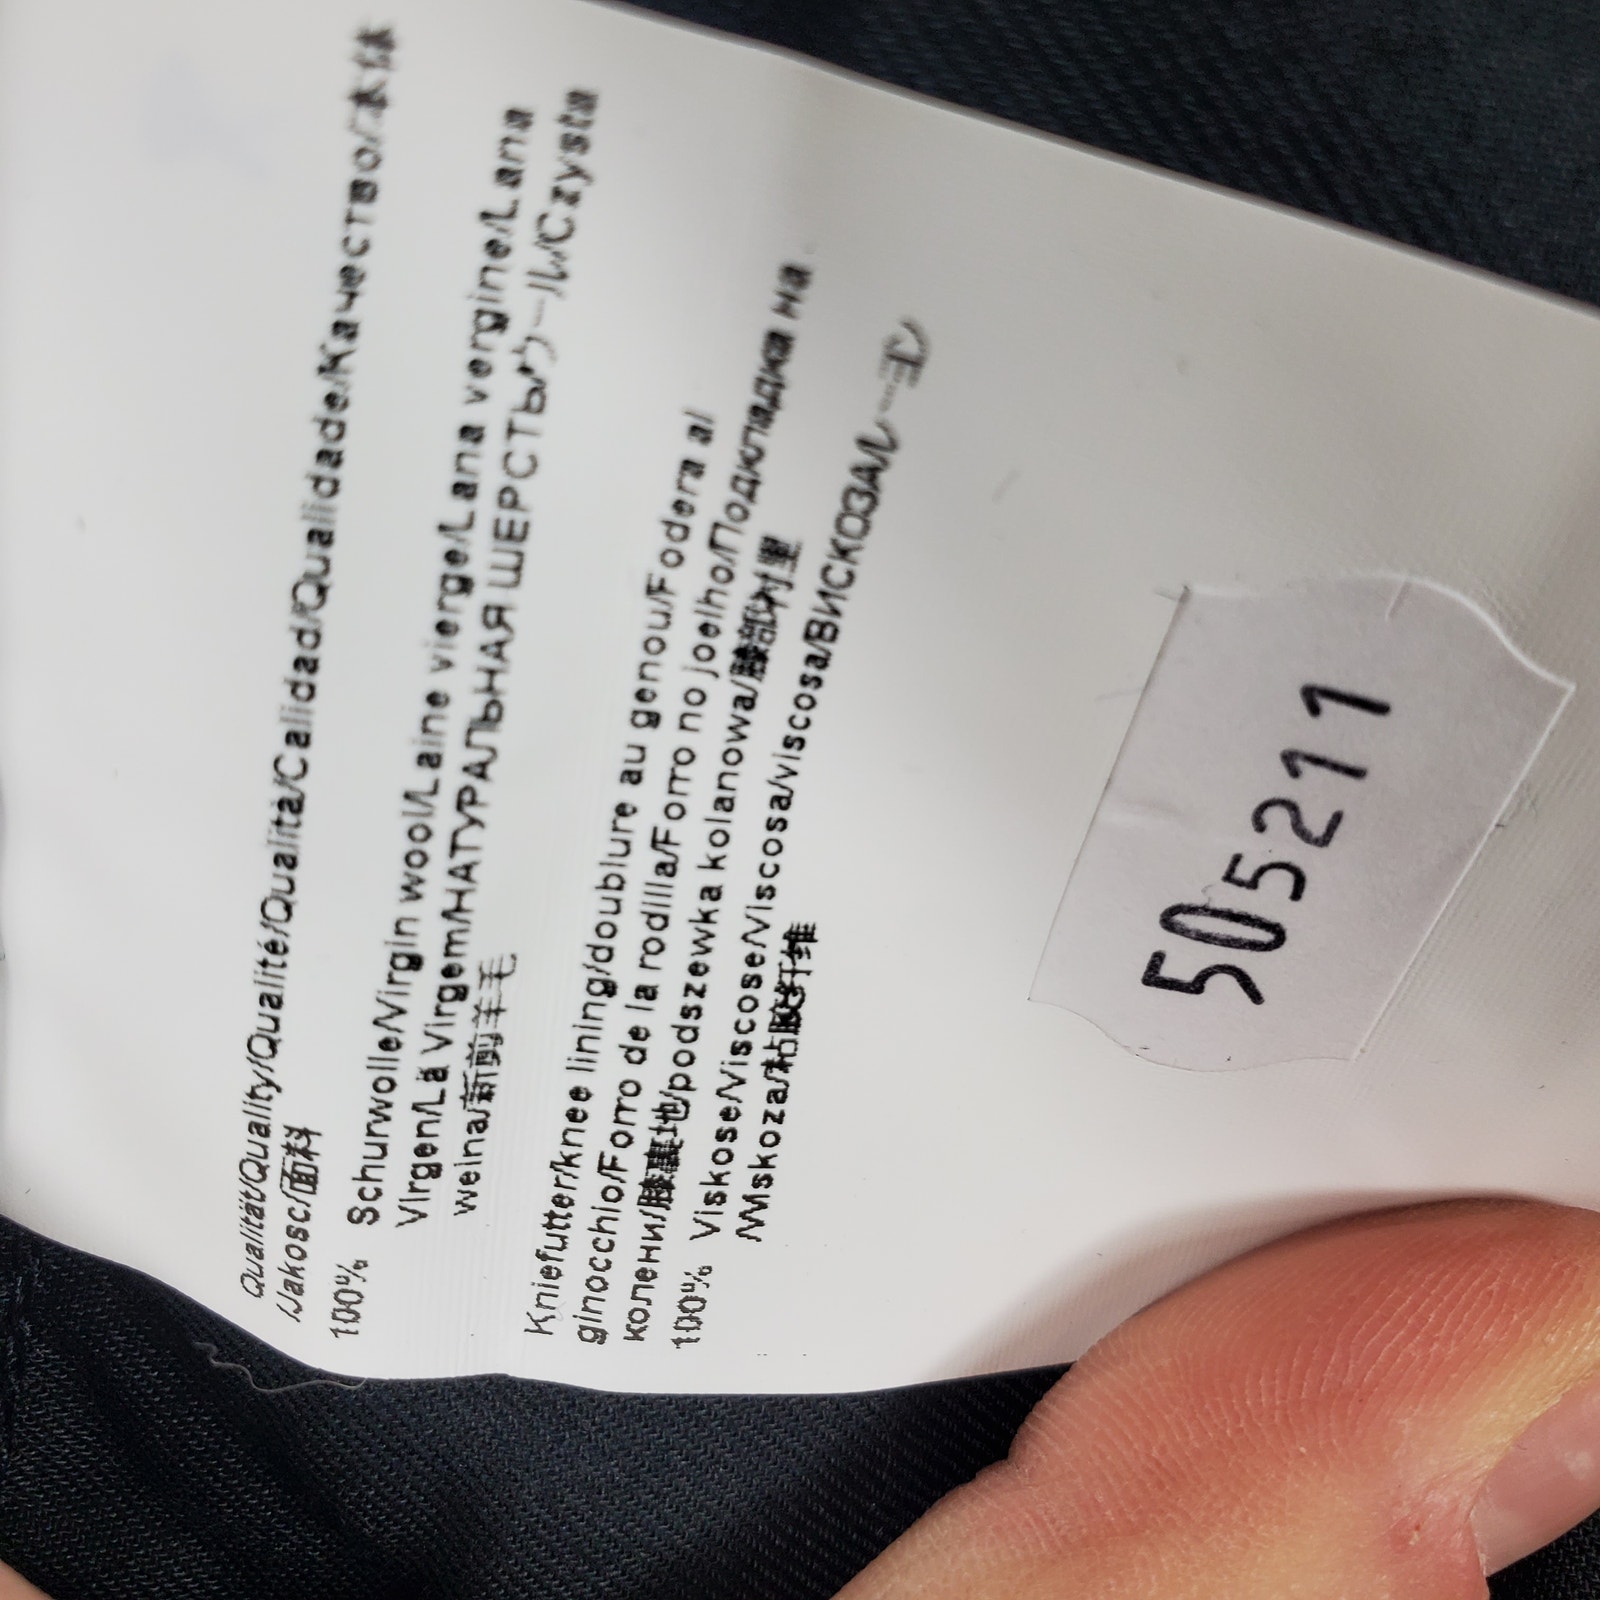 Qualität/Quality/Qualité/Qualità/Calidad/Qualidade/Качество/本体
/Jakosc/面料
100% Schurwolle/Virgin wool/Laine vierge/Lana vergine/Lana
Virgen/Lã Virgem/НАТУРАЛЬНАЯ ШЕРСТЬ/ウール/Czysta
welna/新剪羊毛
Kniefutter/knee lining/doublure au genou/Fodera al
ginocchio/Forro de la rodilla/Forro no joelho/Подкладка на
колени/膝裏地/podszewka kolanowa/膝部衬里
100% Viskose/Viscose/Viscosa/viscosa/ВИСКОЗА/レーヨン
/Wiskoza/粘胶纤维
505211